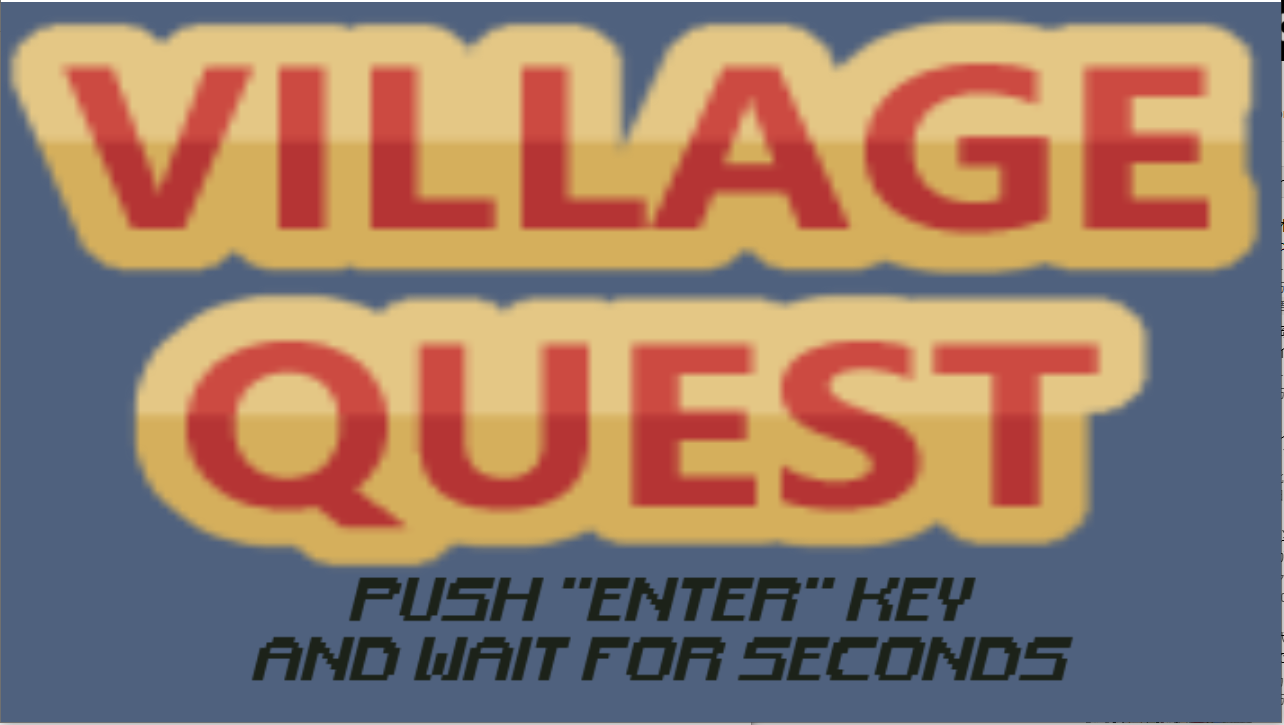 VILLAGE
QUEST
PUSH "ENTER" KEY
AND WAIT FOR SECONDS